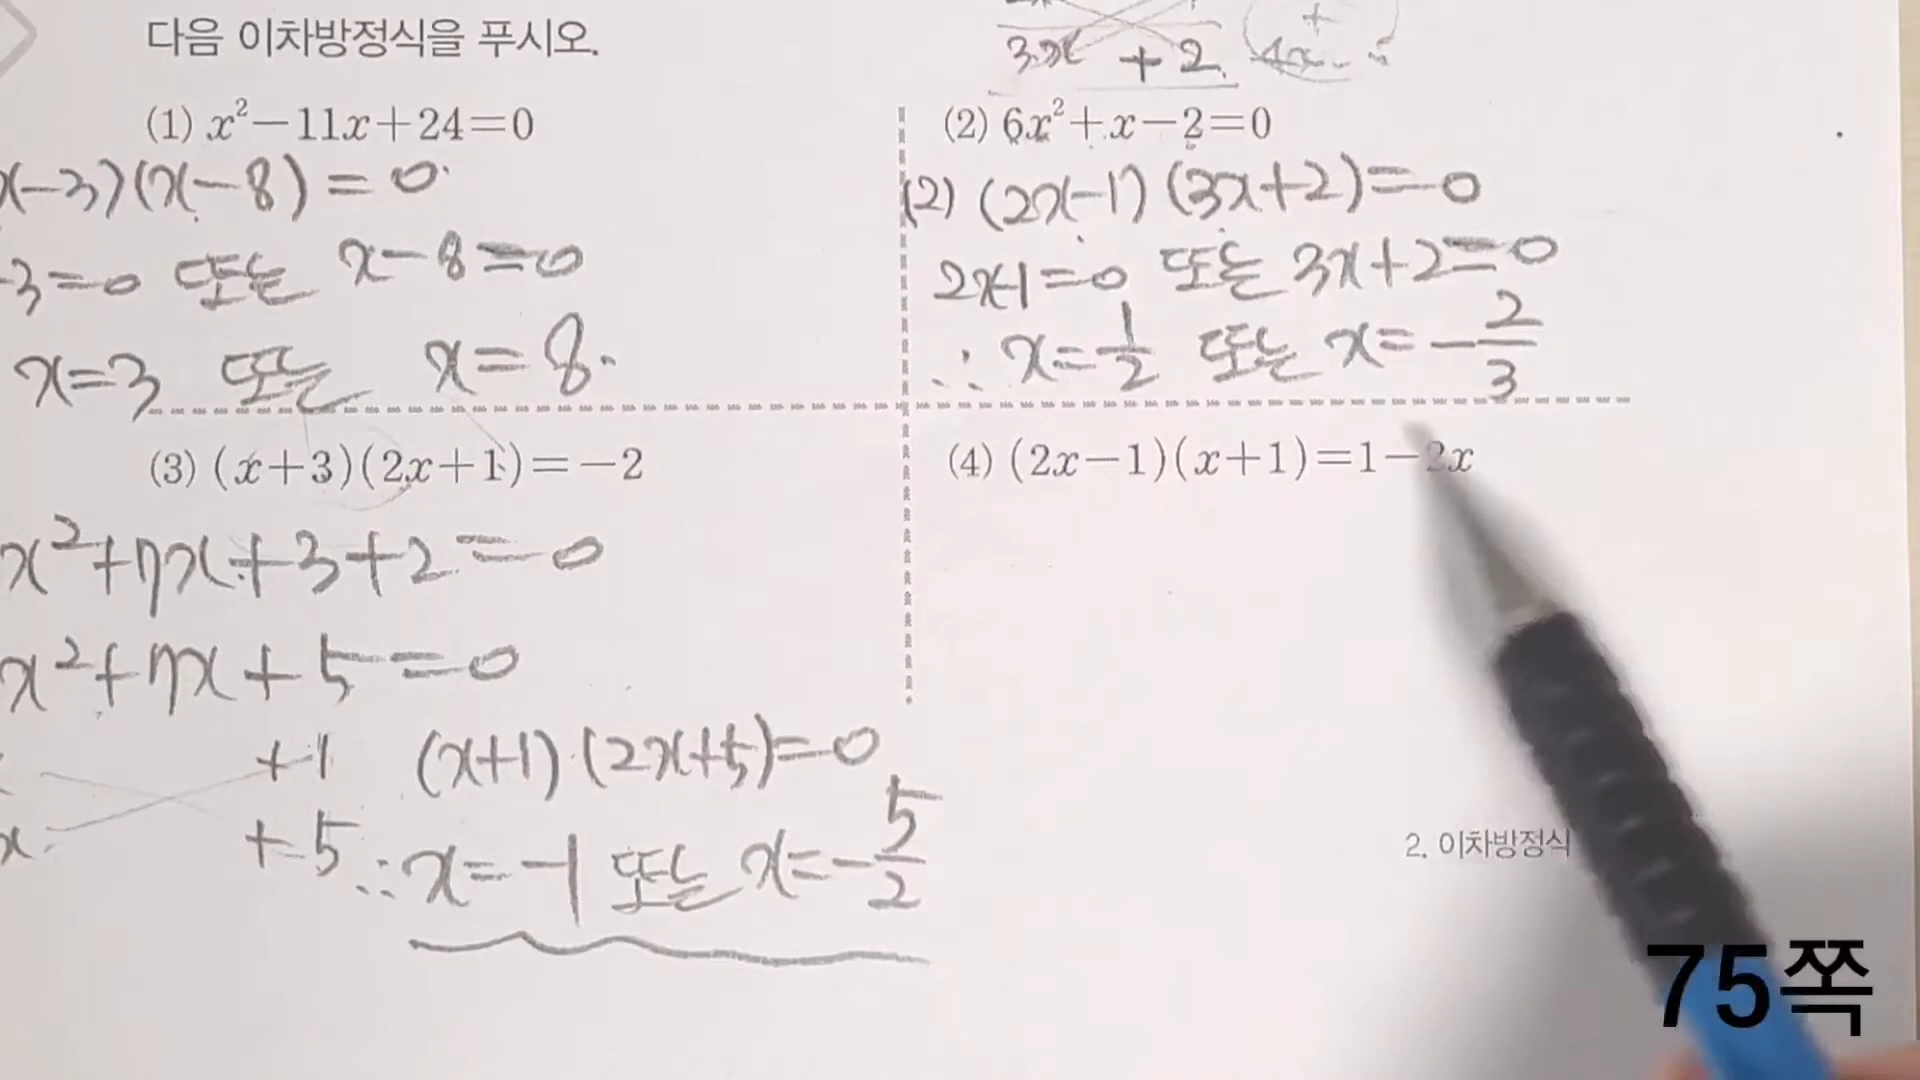 다음 이차방정식을 푸시오.
3x + 2
(1) x²-11x+24=0
x-3)(x-8)=0
-3=0 또는 x-8=0
x=3 또는 x=8.
(2) 6x²+x-2=0
(2) (2x-1)(3x+2)=0
2x-1=0 또는 3x+2=0
∴ x=1/2 또는 x=-2/3
(3) (x+3)(2x+1)=-2
x²+7x+3+2=0
x²+7x+5=0
+1 (x+1)(2x+5)=0
x +5 ∴ x=-1 또는 x=-5/2
(4) (2x-1)(x+1)=1-2x
2. 이차방정식
75쪽